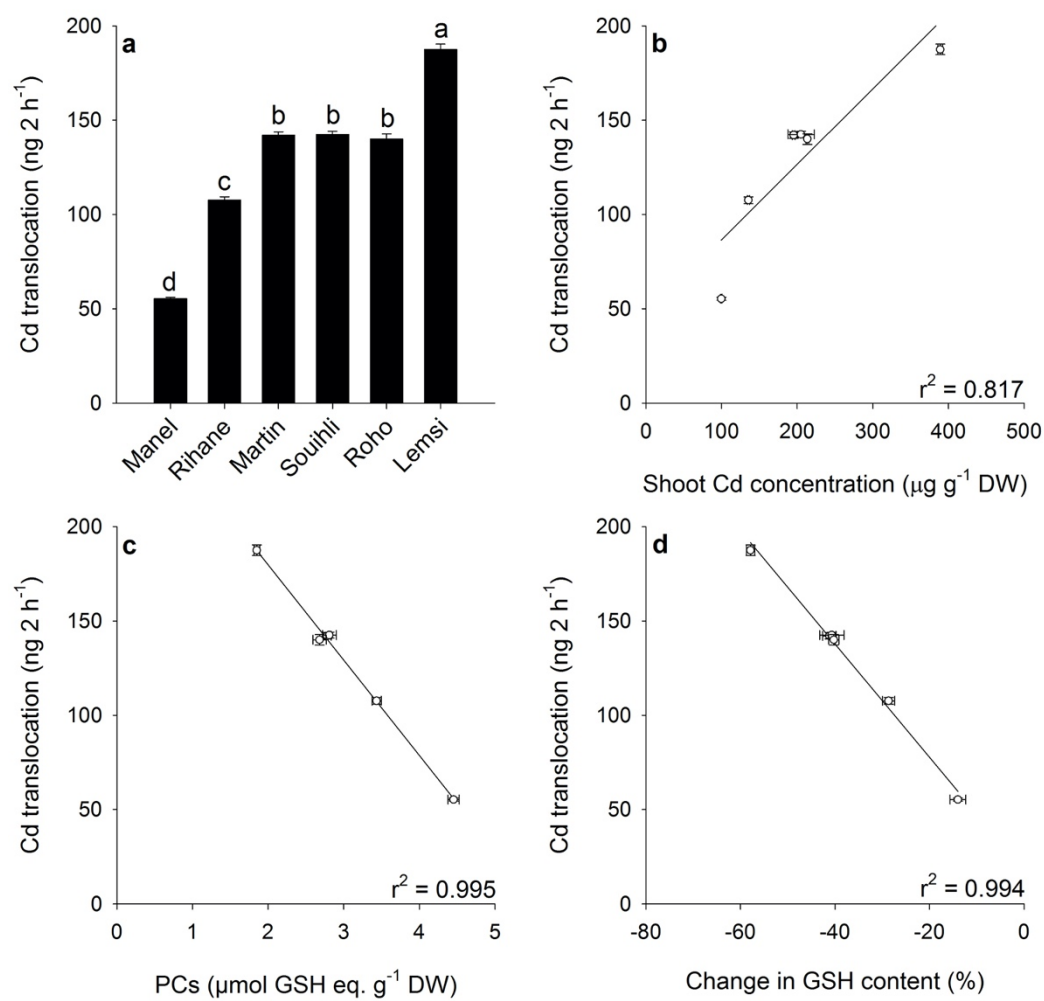 a
Cd translocation (ng 2 h⁻¹)
200
150
100
50
0
d
c
b
b
b
a
Manel
Rihane
Martin
Souihli
Roho
Lemsi
b
Cd translocation (ng 2 h⁻¹)
200
150
100
50
0
r² = 0.817
0 100 200 300 400 500
Shoot Cd concentration (μg g⁻¹ DW)
c
Cd translocation (ng 2 h⁻¹)
200
150
100
50
0
r² = 0.995
0 1 2 3 4 5
PCs (μmol GSH eq. g⁻¹ DW)
d
Cd translocation (ng 2 h⁻¹)
200
150
100
50
0
r² = 0.994
-80 -60 -40 -20 0
Change in GSH content (%)